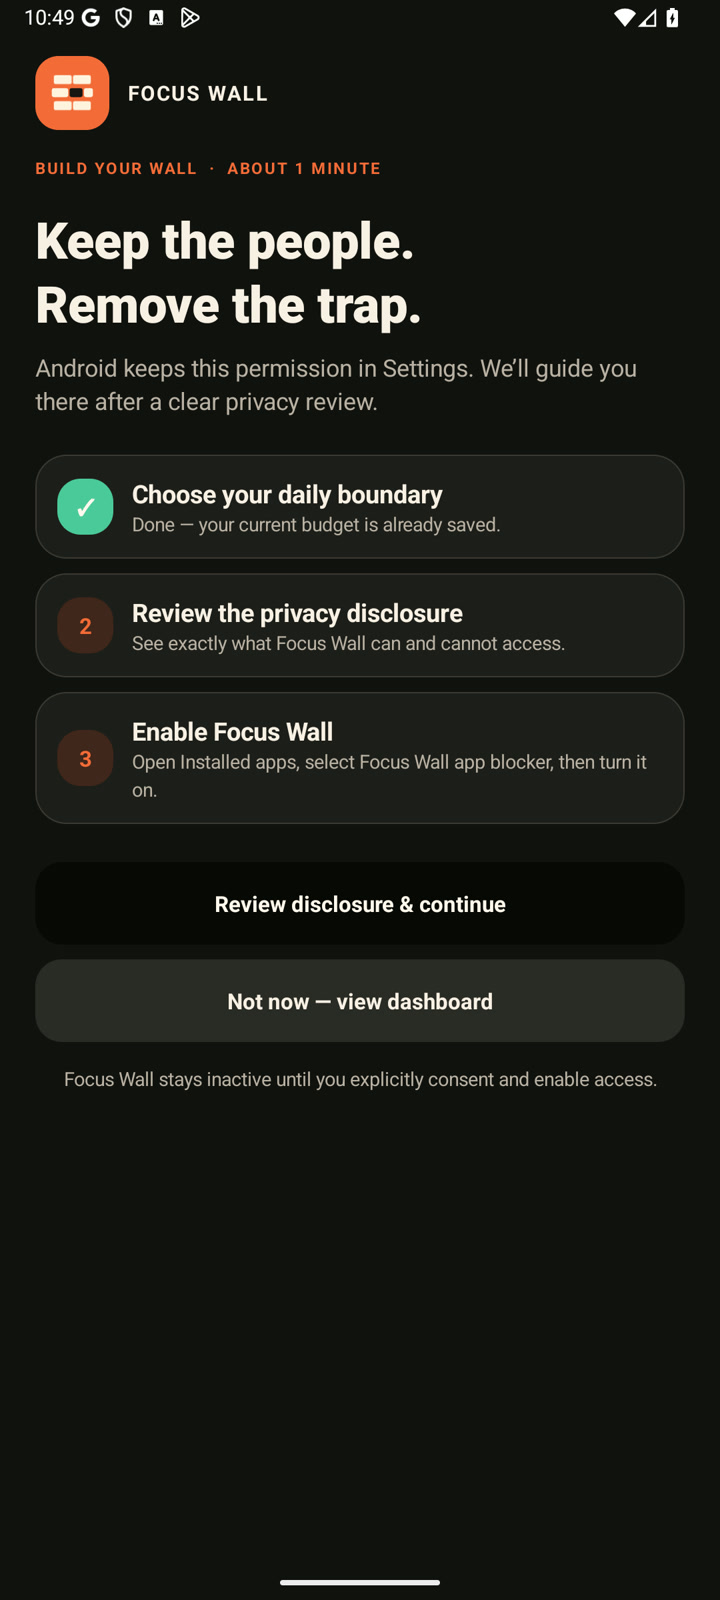 10:49
FOCUS WALL
BUILD YOUR WALL · ABOUT 1 MINUTE
Keep the people.
Remove the trap.
Android keeps this permission in Settings. We’ll guide you
there after a clear privacy review.
Choose your daily boundary
Done — your current budget is already saved.
2
Review the privacy disclosure
See exactly what Focus Wall can and cannot access.
3
Enable Focus Wall
Open Installed apps, select Focus Wall app blocker, then turn it
on.
Review disclosure & continue
Not now — view dashboard
Focus Wall stays inactive until you explicitly consent and enable access.